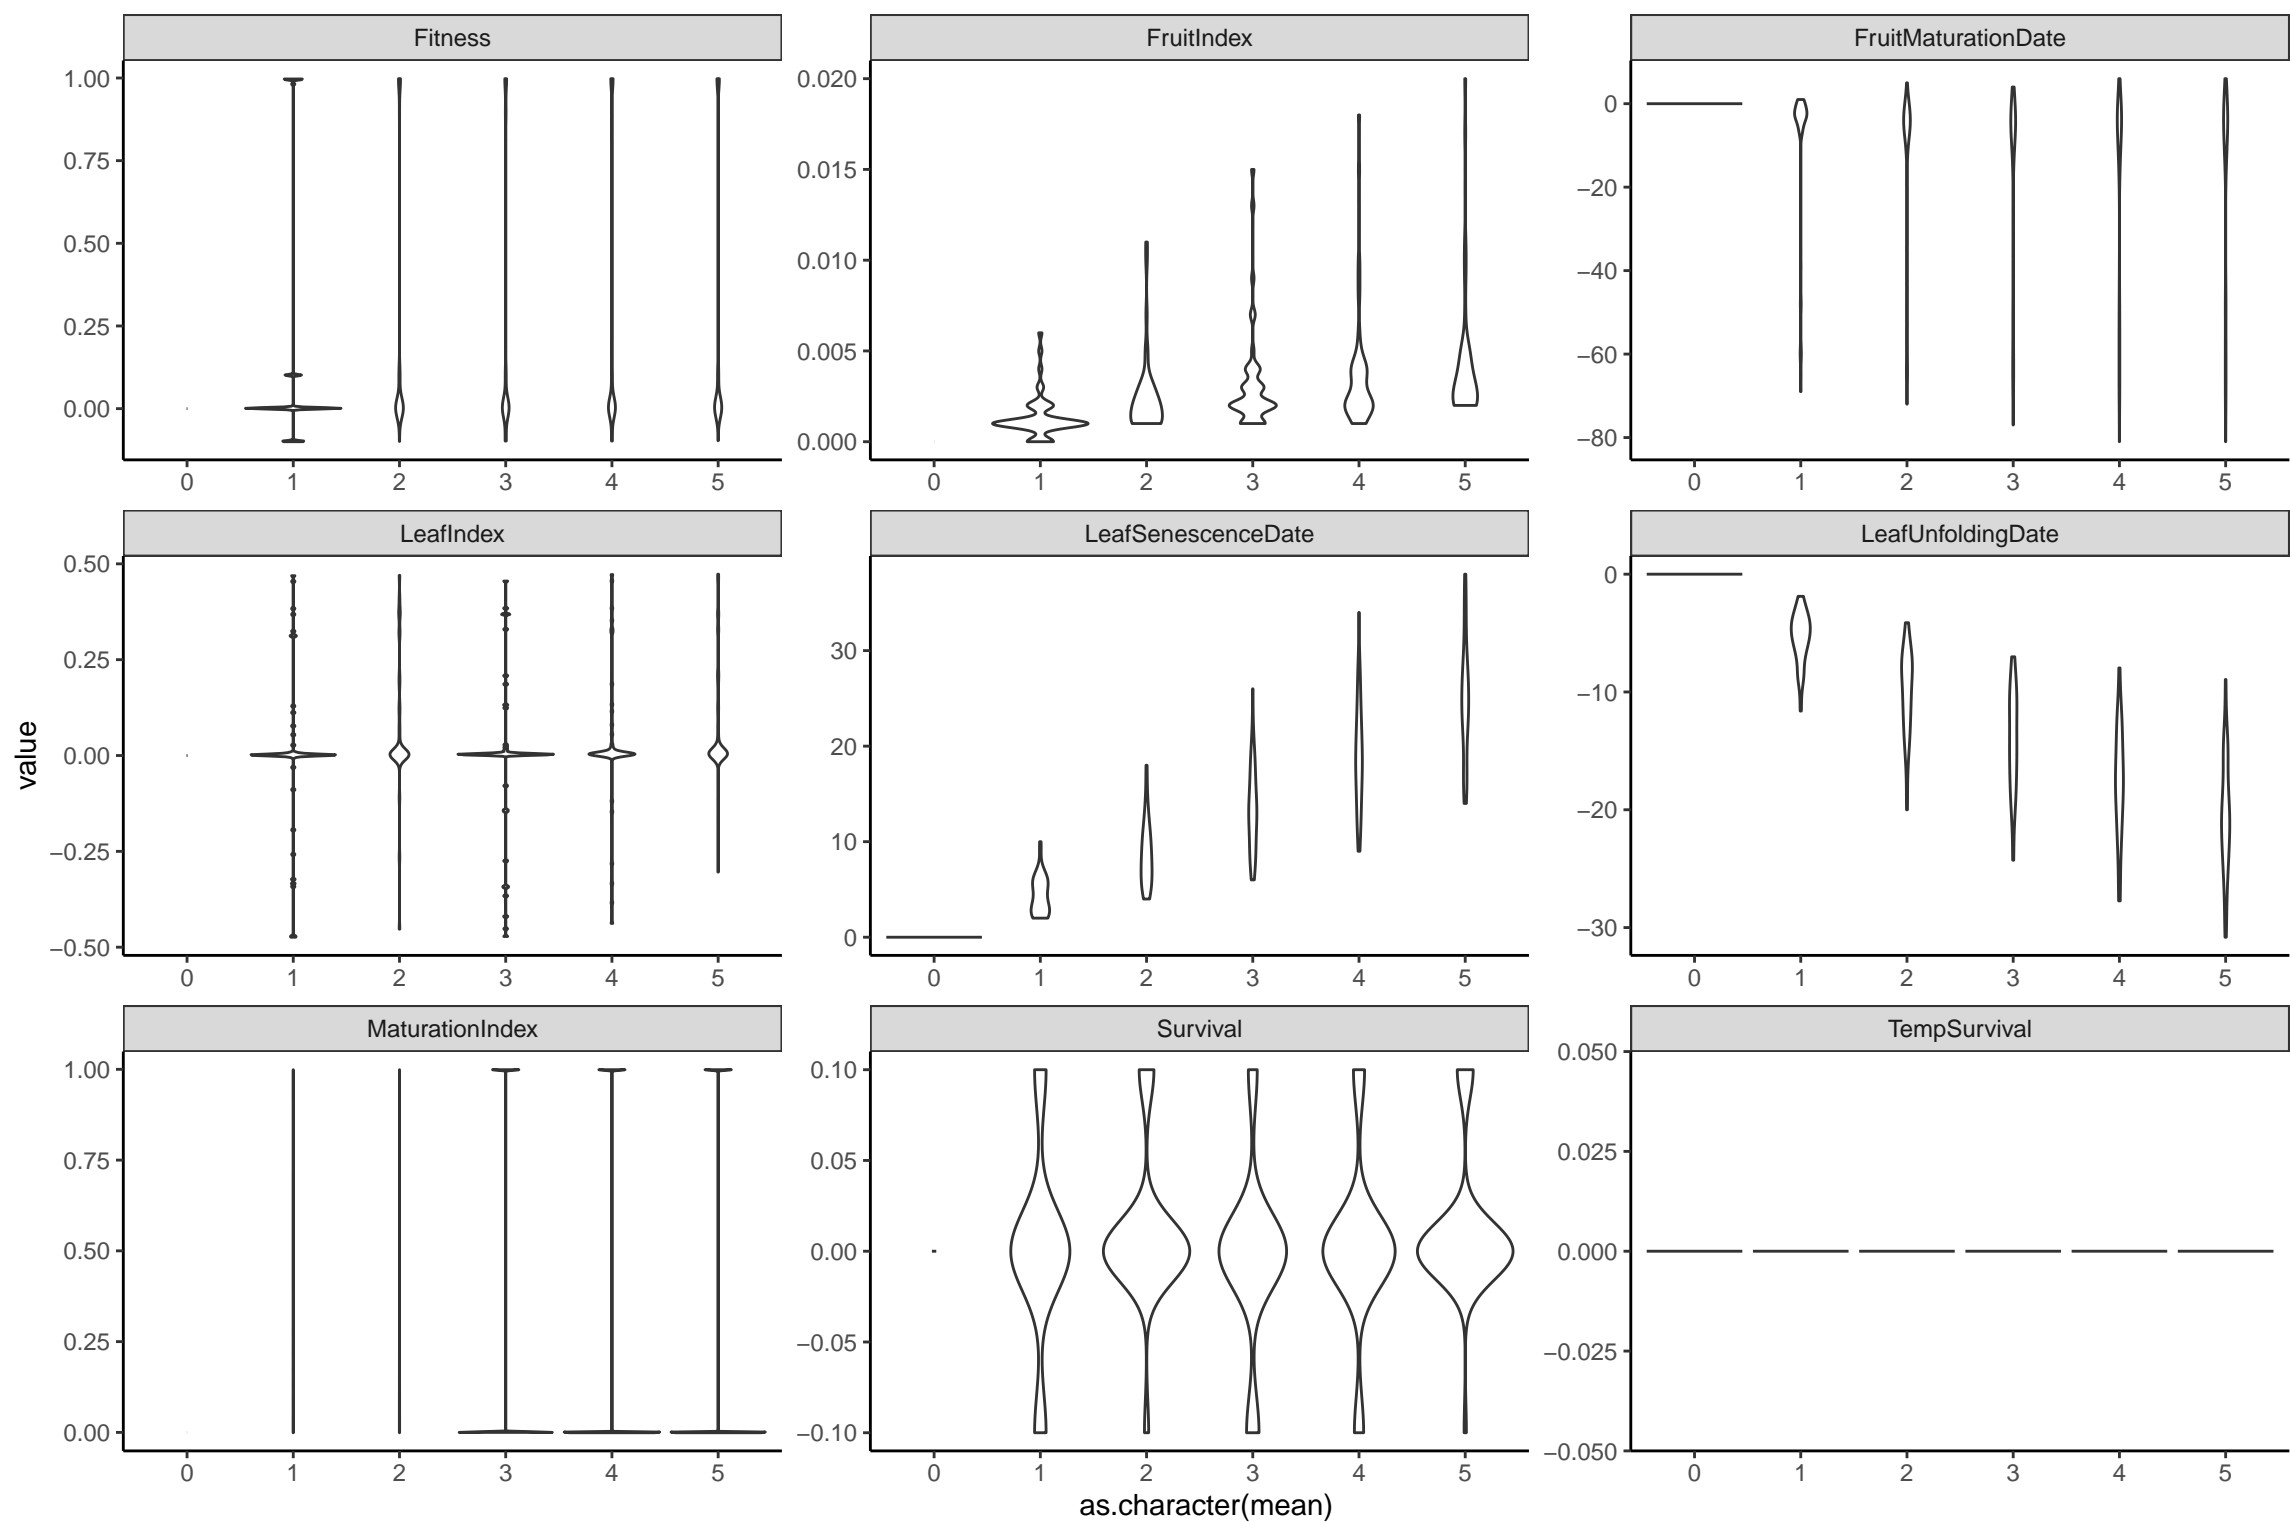 Fitness FruitIndex FruitMaturationDate
1.00 0.75 0.50 0.25 0.00
0 1 2 3 4 5
0.020 0.015 0.010 0.005 0.000
0 1 2 3 4 5
0 −20 −40 −60 −80
0 1 2 3 4 5
LeafIndex LeafSenescenceDate LeafUnfoldingDate
value
0.50 0.25 0.00 −0.25 −0.50
0 1 2 3 4 5
30 20 10 0
0 1 2 3 4 5
0 −10 −20 −30
0 1 2 3 4 5
MaturationIndex Survival TempSurvival
1.00 0.75 0.50 0.25 0.00
0 1 2 3 4 5
0.10 0.05 0.00 −0.05 −0.10
0 1 2 3 4 5
0.050 0.025 0.000 −0.025 −0.050
0 1 2 3 4 5
as.character(mean)